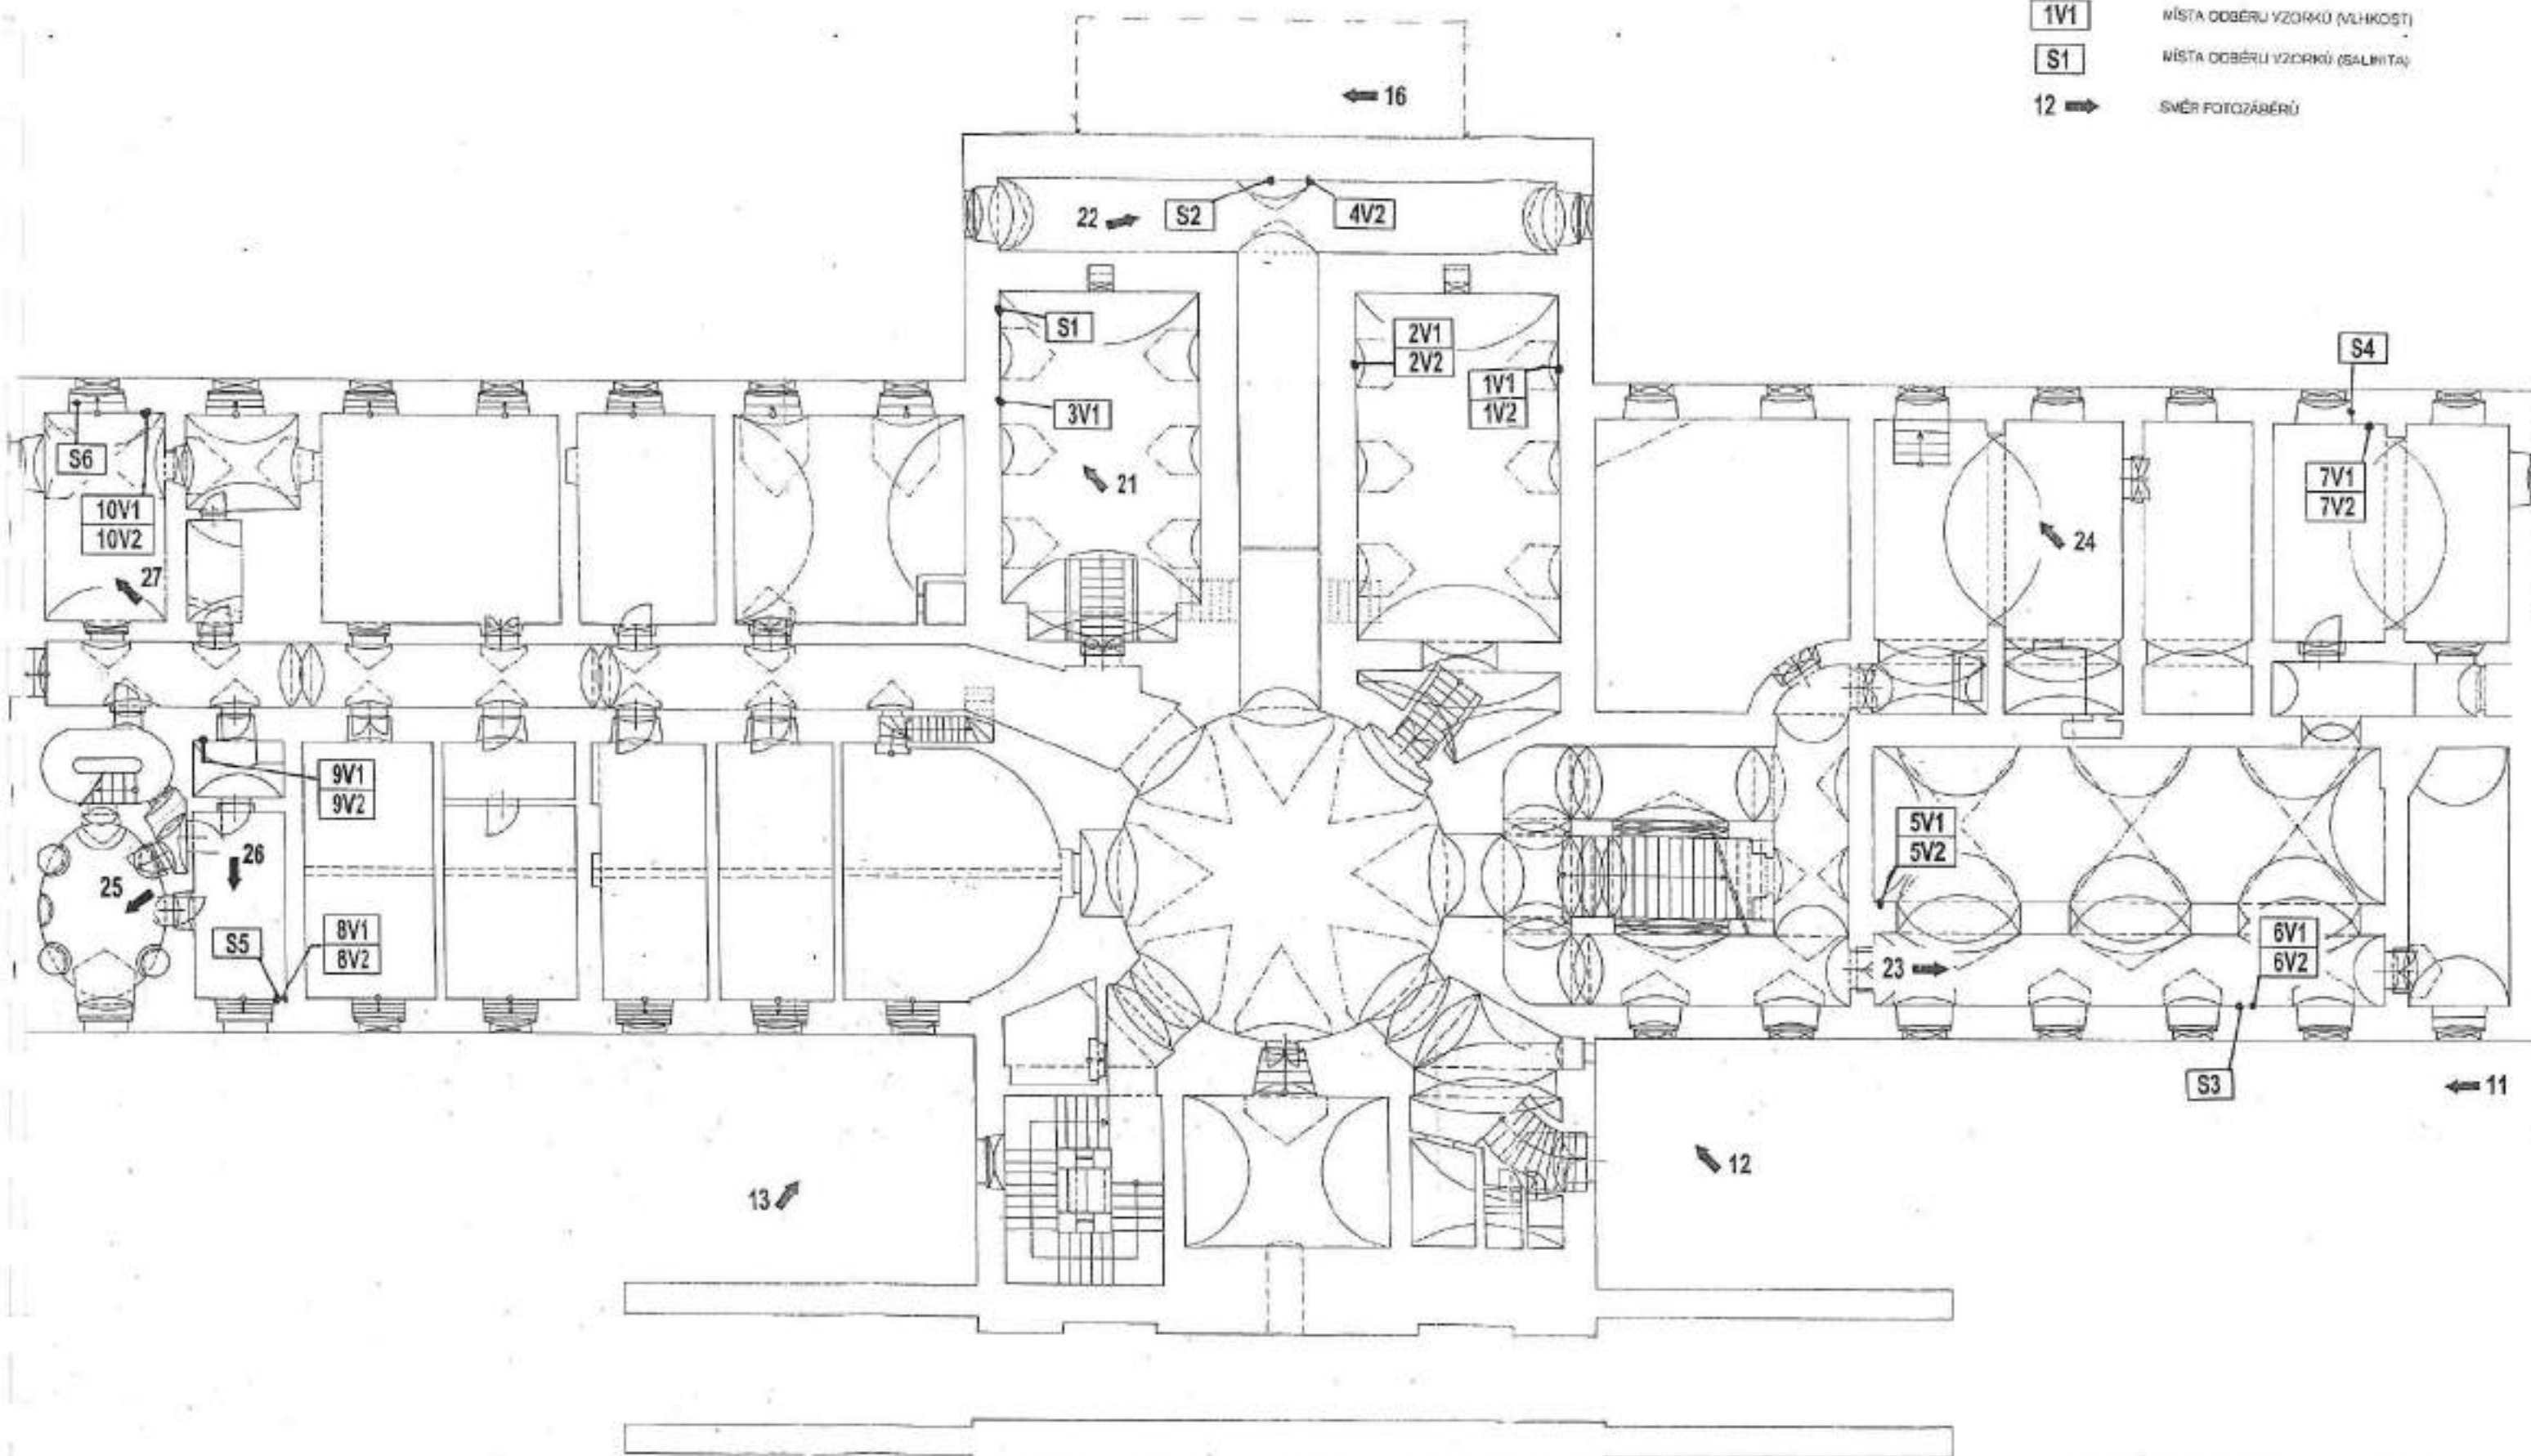 1V1 MÍSTA ODBĚRU VZORKŮ (VLHKOST)
S1 MÍSTA ODBĚRU VZORKŮ (SALINITA)
12 SMĚR FOTOZÁBĚRŮ
16
22
S2
4V2
S1
2V1
2V2
1V1
1V2
3V1
21
S4
7V1
7V2
24
S6
10V1
10V2
27
9V1
9V2
26
25
S5
8V1
8V2
5V1
5V2
6V1
6V2
23
S3
11
12
13